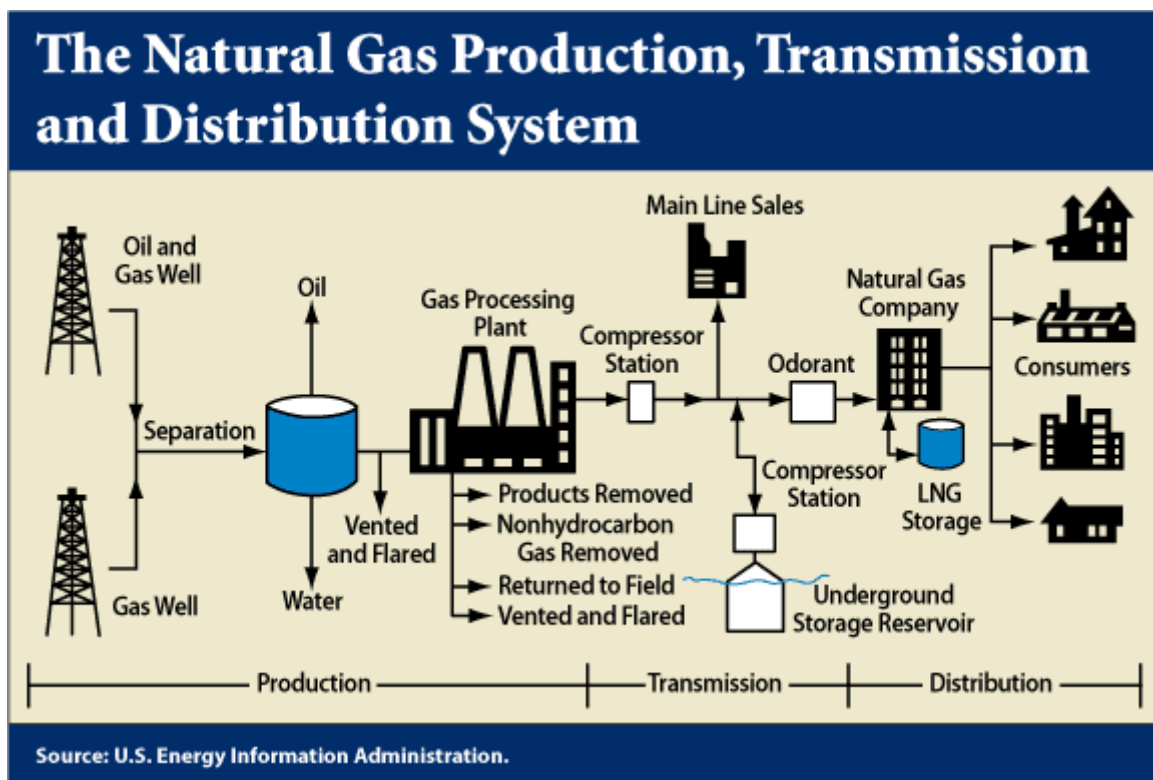 The Natural Gas Production, Transmission
and Distribution System
Main Line Sales
Oil and
Gas Well
Oil
Gas Processing
Plant
Compressor
Station
Odorant
Natural Gas
Company
Consumers
Separation
Compressor
Station
LNG
Storage
Vented
and Flared
Products Removed
Nonhydrocarbon
Gas Removed
Returned to Field
Vented and Flared
Gas Well
Water
Underground
Storage Reservoir
Production
Transmission
Distribution
Source: U.S. Energy Information Administration.